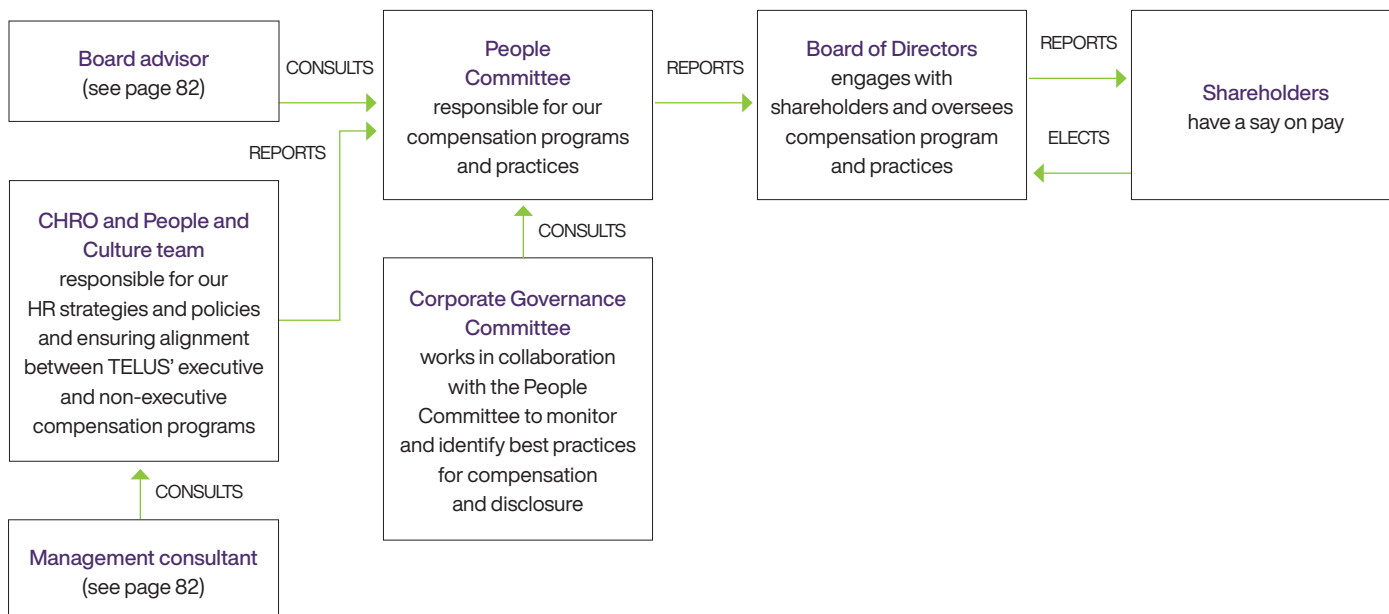 Board advisor
(see page 82)
CONSULTS
People
Committee
responsible for our
compensation programs
and practices
REPORTS
Board of Directors
engages with
shareholders and oversees
compensation program
and practices
REPORTS
ELECTS
Shareholders
have a say on pay
REPORTS
CHRO and People and
Culture team
responsible for our
HR strategies and policies
and ensuring alignment
between TELUS’ executive
and non-executive
compensation programs
CONSULTS
Corporate Governance
Committee
works in collaboration
with the People
Committee to monitor
and identify best practices
for compensation
and disclosure
CONSULTS
Management consultant
(see page 82)